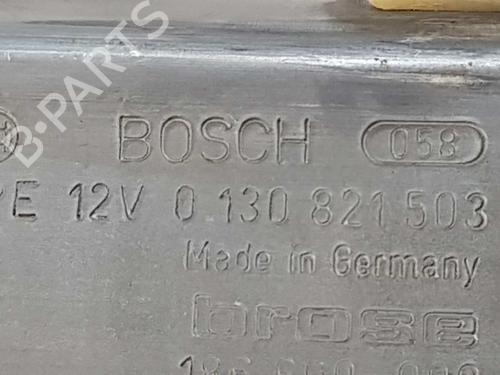 B-PARTS
BOSCH 058
E 12V 0 130 821 503
Made in Germany
brose